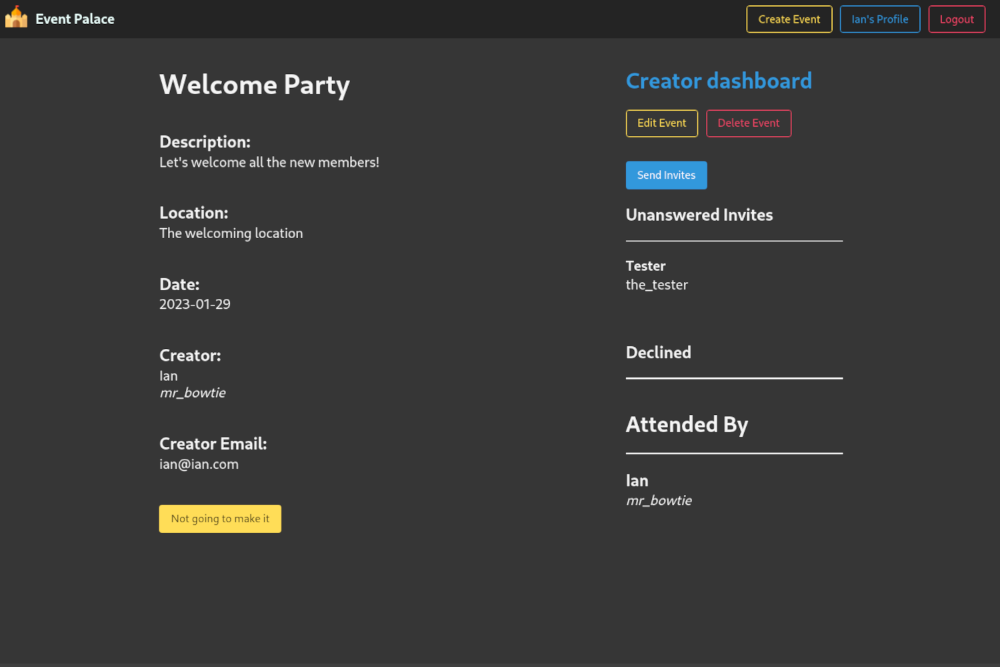 Event Palace
Create Event
Ian's Profile
Logout
Welcome Party
Description:
Let's welcome all the new members!
Location:
The welcoming location
Date:
2023-01-29
Creator:
Ian
mr_bowtie
Creator Email:
ian@ian.com
Not going to make it
Creator dashboard
Edit Event
Delete Event
Send Invites
Unanswered Invites
Tester
the_tester
Declined
Attended By
Ian
mr_bowtie